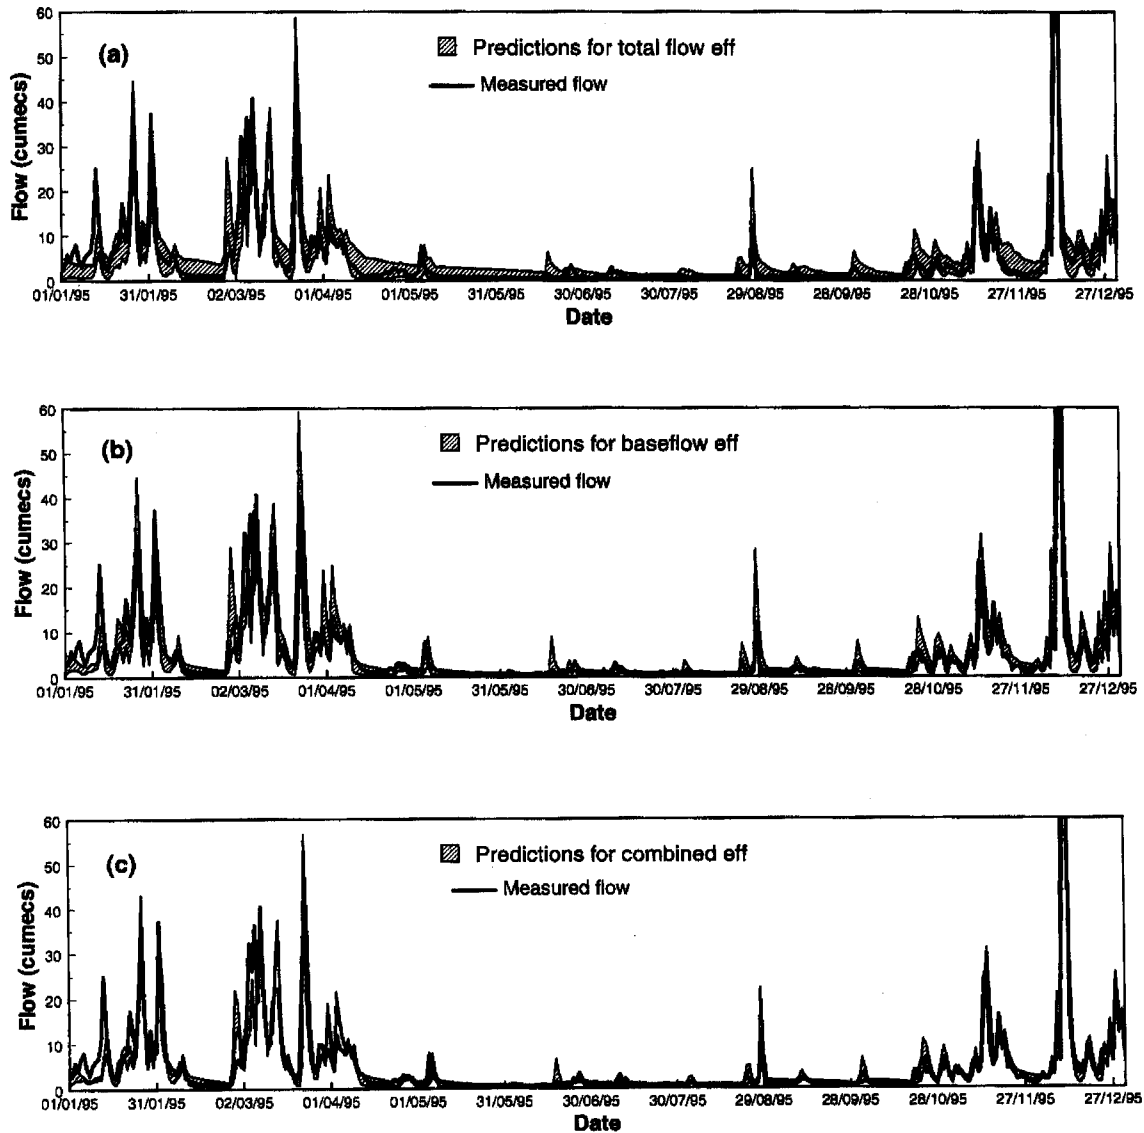 (a)
Predictions for total flow eff
Measured flow
Flow (cumecs)
60
50
40
30
20
10
0
01/01/95 31/01/95 02/03/95 01/04/95 01/05/95 31/05/95 30/06/95 30/07/95 29/08/95 28/09/95 28/10/95 27/11/95 27/12/95
Date
(b)
Predictions for baseflow eff
Measured flow
Flow (cumecs)
60
50
40
30
20
10
0
01/01/95 31/01/95 02/03/95 01/04/95 01/05/95 31/05/95 30/06/95 30/07/95 29/08/95 28/09/95 28/10/95 27/11/95 27/12/95
Date
(c)
Predictions for combined eff
Measured flow
Flow (cumecs)
60
50
40
30
20
10
0
01/01/95 31/01/95 02/03/95 01/04/95 01/05/95 31/05/95 30/06/95 30/07/95 29/08/95 28/09/95 28/10/95 27/11/95 27/12/95
Date